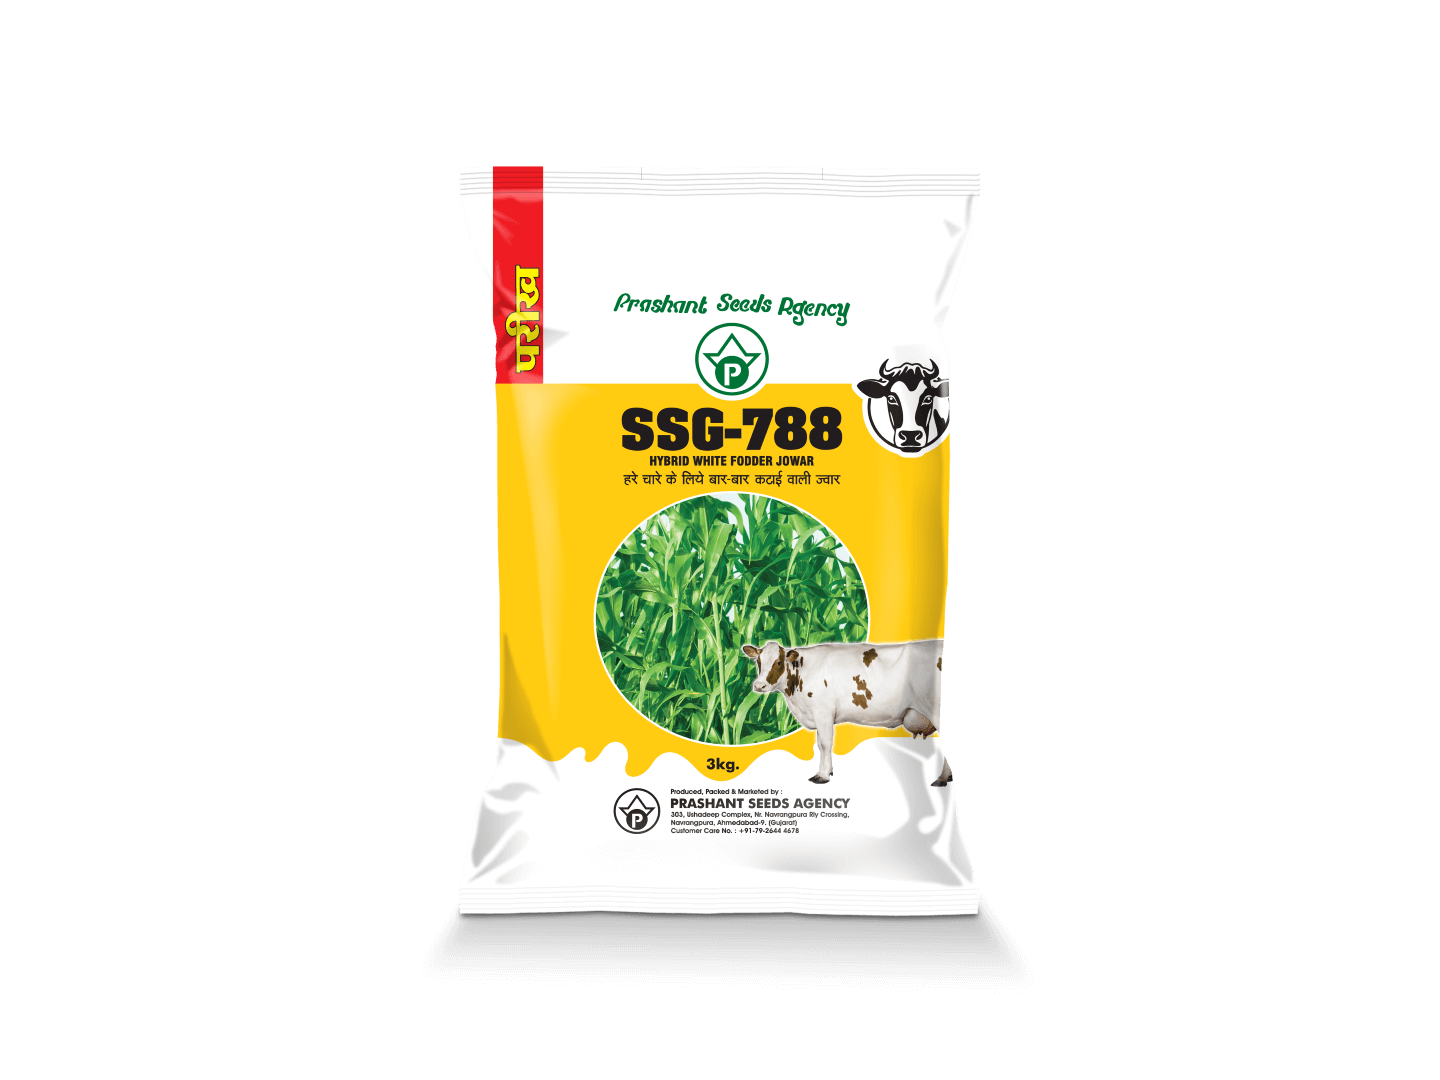 परीख
Prashant Seeds Agency
P
SSG-788
HYBRID WHITE FODDER JOWAR
हरे चारे के लिये बार-बार कटाई वाली ज्वार
3kg.
Produced, Packed & Marketed by :
PRASHANT SEEDS AGENCY
303, Ushadeep Complex, Nr. Navrangpura Rly Crossing,
Navrangpura, Ahmedabad-9. (Gujarat)
Customer Care No. : +91-79-2644 4678
P